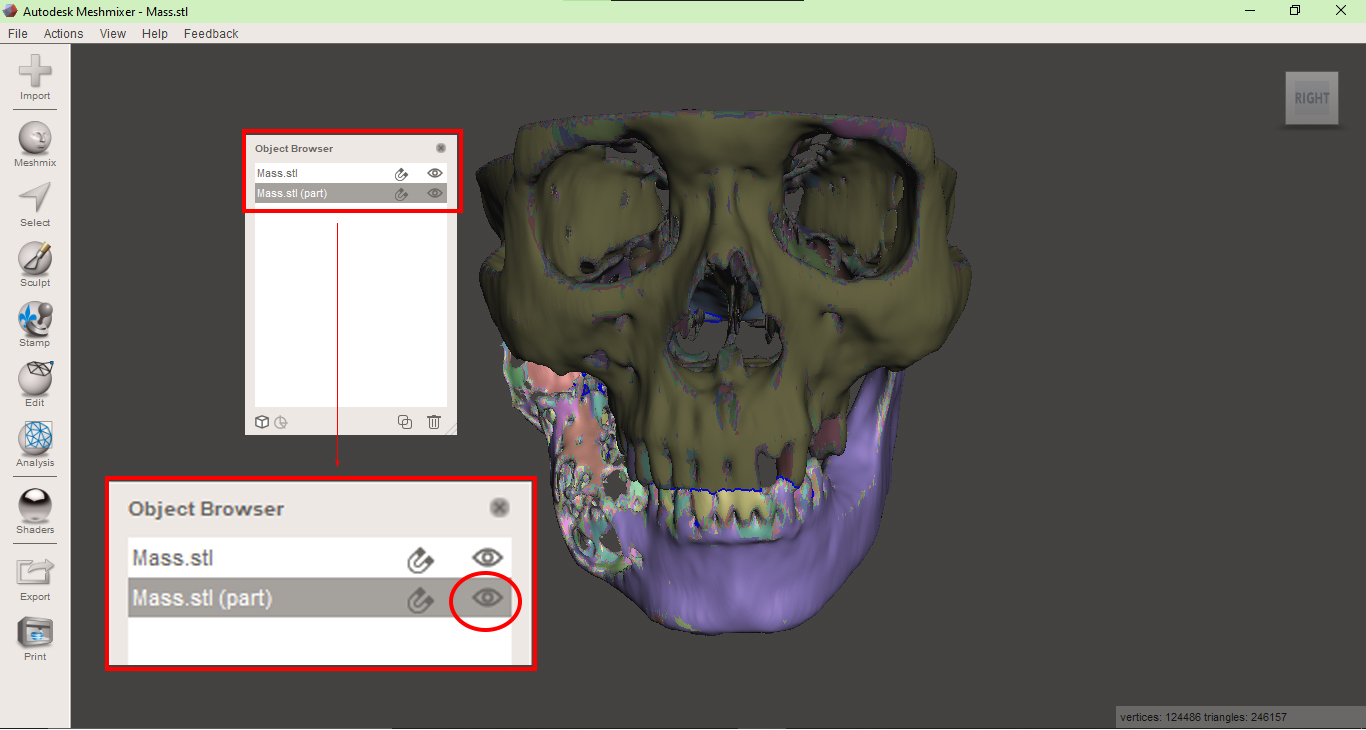 Autodesk Meshmixer - Mass.stl
File Actions View Help Feedback
Import
Meshmix
Select
Sculpt
Stamp
Edit
Analysis
Shaders
Export
Print
Object Browser
Mass.stl
Mass.stl (part)
Object Browser
Mass.stl
Mass.stl (part)
RIGHT
vertices: 124486 triangles: 246157